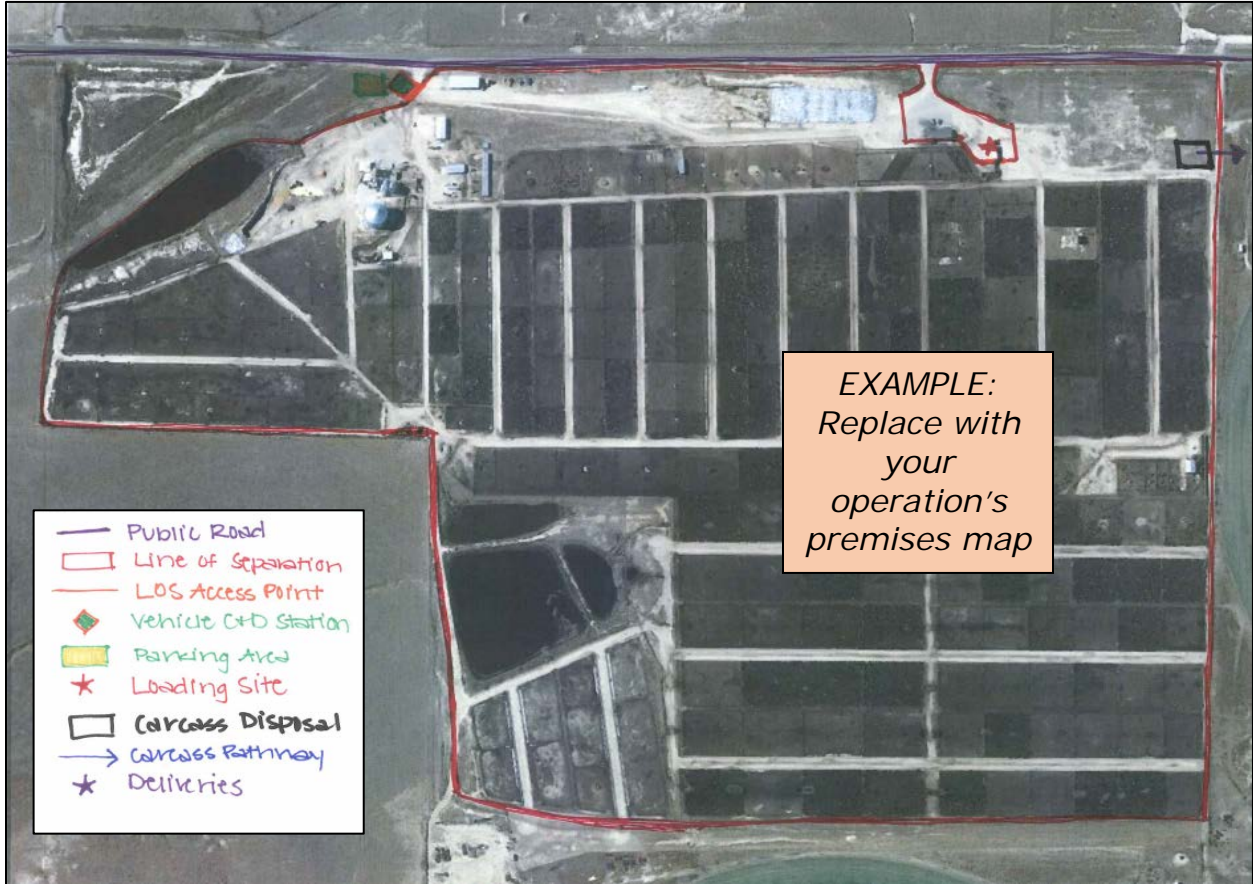 EXAMPLE:
Replace with
your
operation's
premises map
Public Road
Line of Separation
LOS Access Point
Vehicle C+D Station
Parking Area
Loading Site
Carcass Disposal
Carcass Pathway
Deliveries